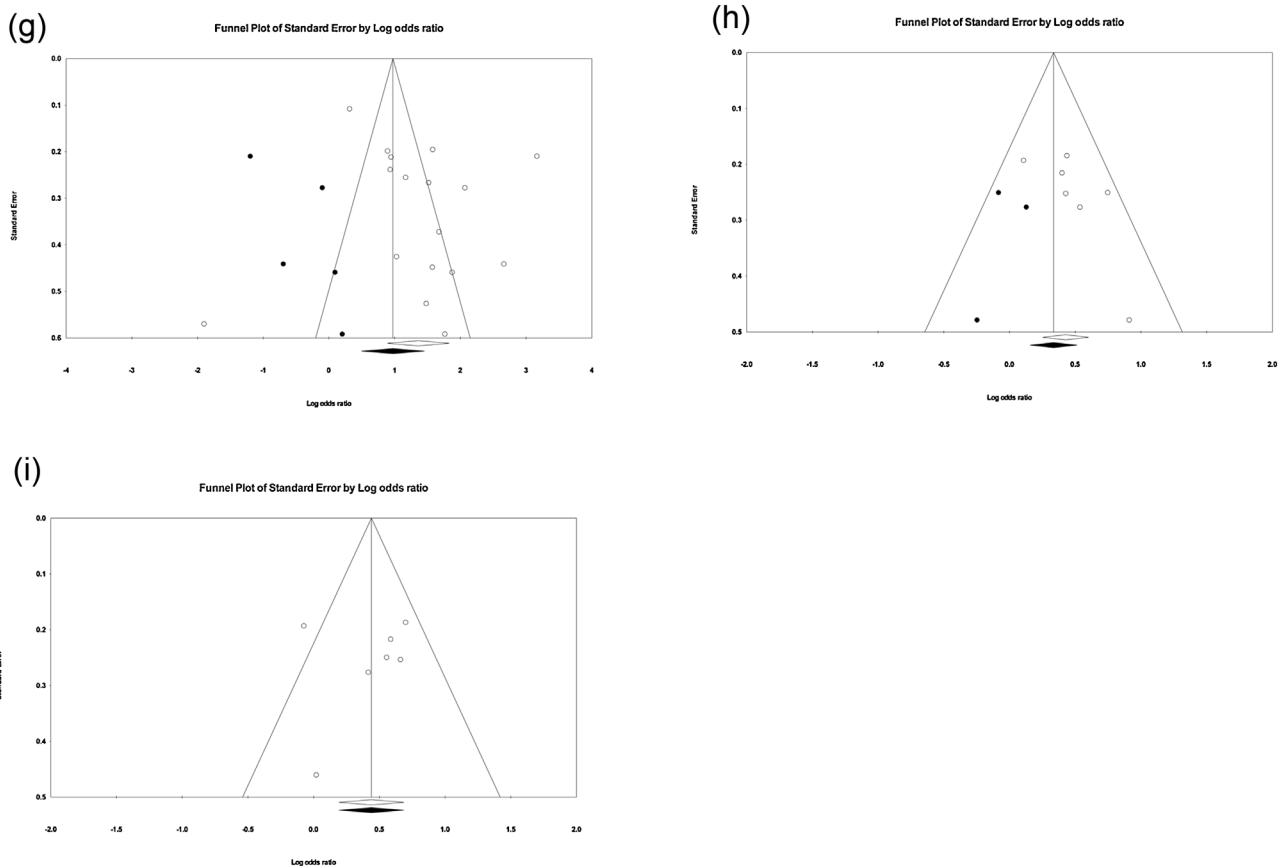 (g)
Funnel Plot of Standard Error by Log odds ratio
0.0
0.1
0.2
0.3
0.4
0.5
0.6
Standard Error
-4 -3 -2 -1 0 1 2 3 4
Log odds ratio
(h)
Funnel Plot of Standard Error by Log odds ratio
0.0
0.1
0.2
0.3
0.4
0.5
Standard Error
-2.0 -1.5 -1.0 -0.5 0.0 0.5 1.0 1.5 2.0
Log odds ratio
(i)
Funnel Plot of Standard Error by Log odds ratio
0.0
0.1
0.2
0.3
0.4
0.5
-2.0 -1.5 -1.0 -0.5 0.0 0.5 1.0 1.5 2.0
Log odds ratio